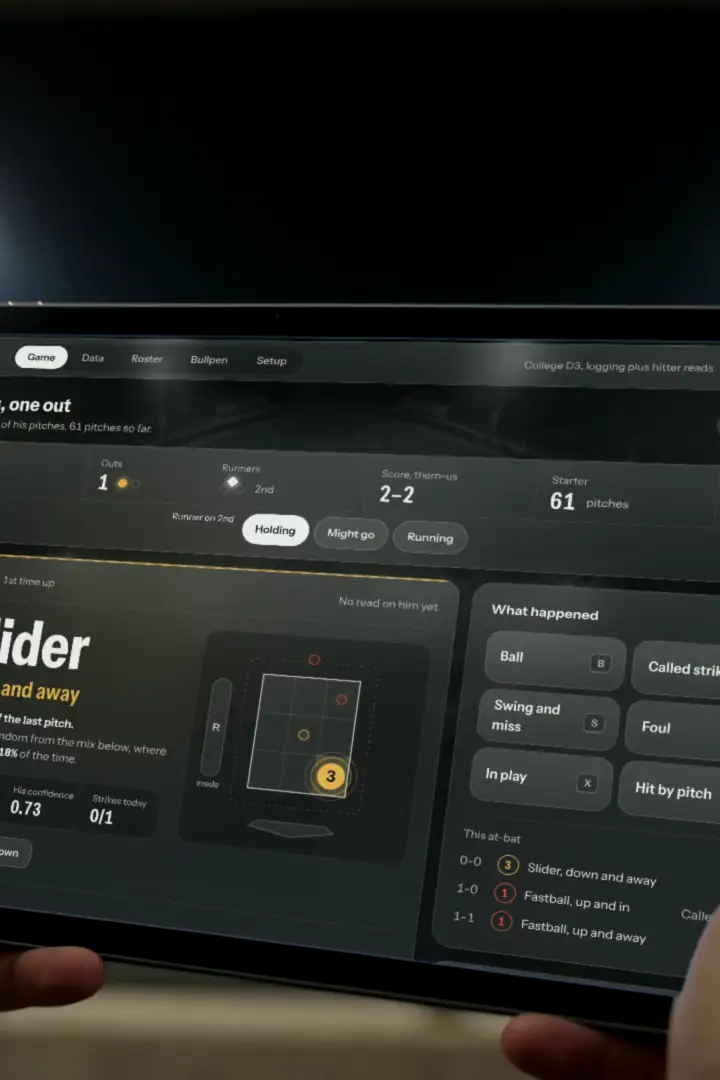 Game Data Roster Bullpen Setup
College D3, logging plus hitter reads
, one out
of his pitches, 61 pitches so far.
Outs
1
Runners
2nd
Score, them–us
2–2
Starter
61 pitches
Runner on 2nd Holding Might go Running
1st time up
No read on him yet
ider
and away
the last pitch.
ndom from the mix below, where
18% of the time.
His confidence
0.73
Strikes today
0/1
own
R
inside
3
What happened
Ball B
Called strik
Swing and
miss S
Foul
In play X
Hit by pitch
This at-bat
0-0 3 Slider, down and away
1-0 1 Fastball, up and in
Calle
1-1 1 Fastball, up and away